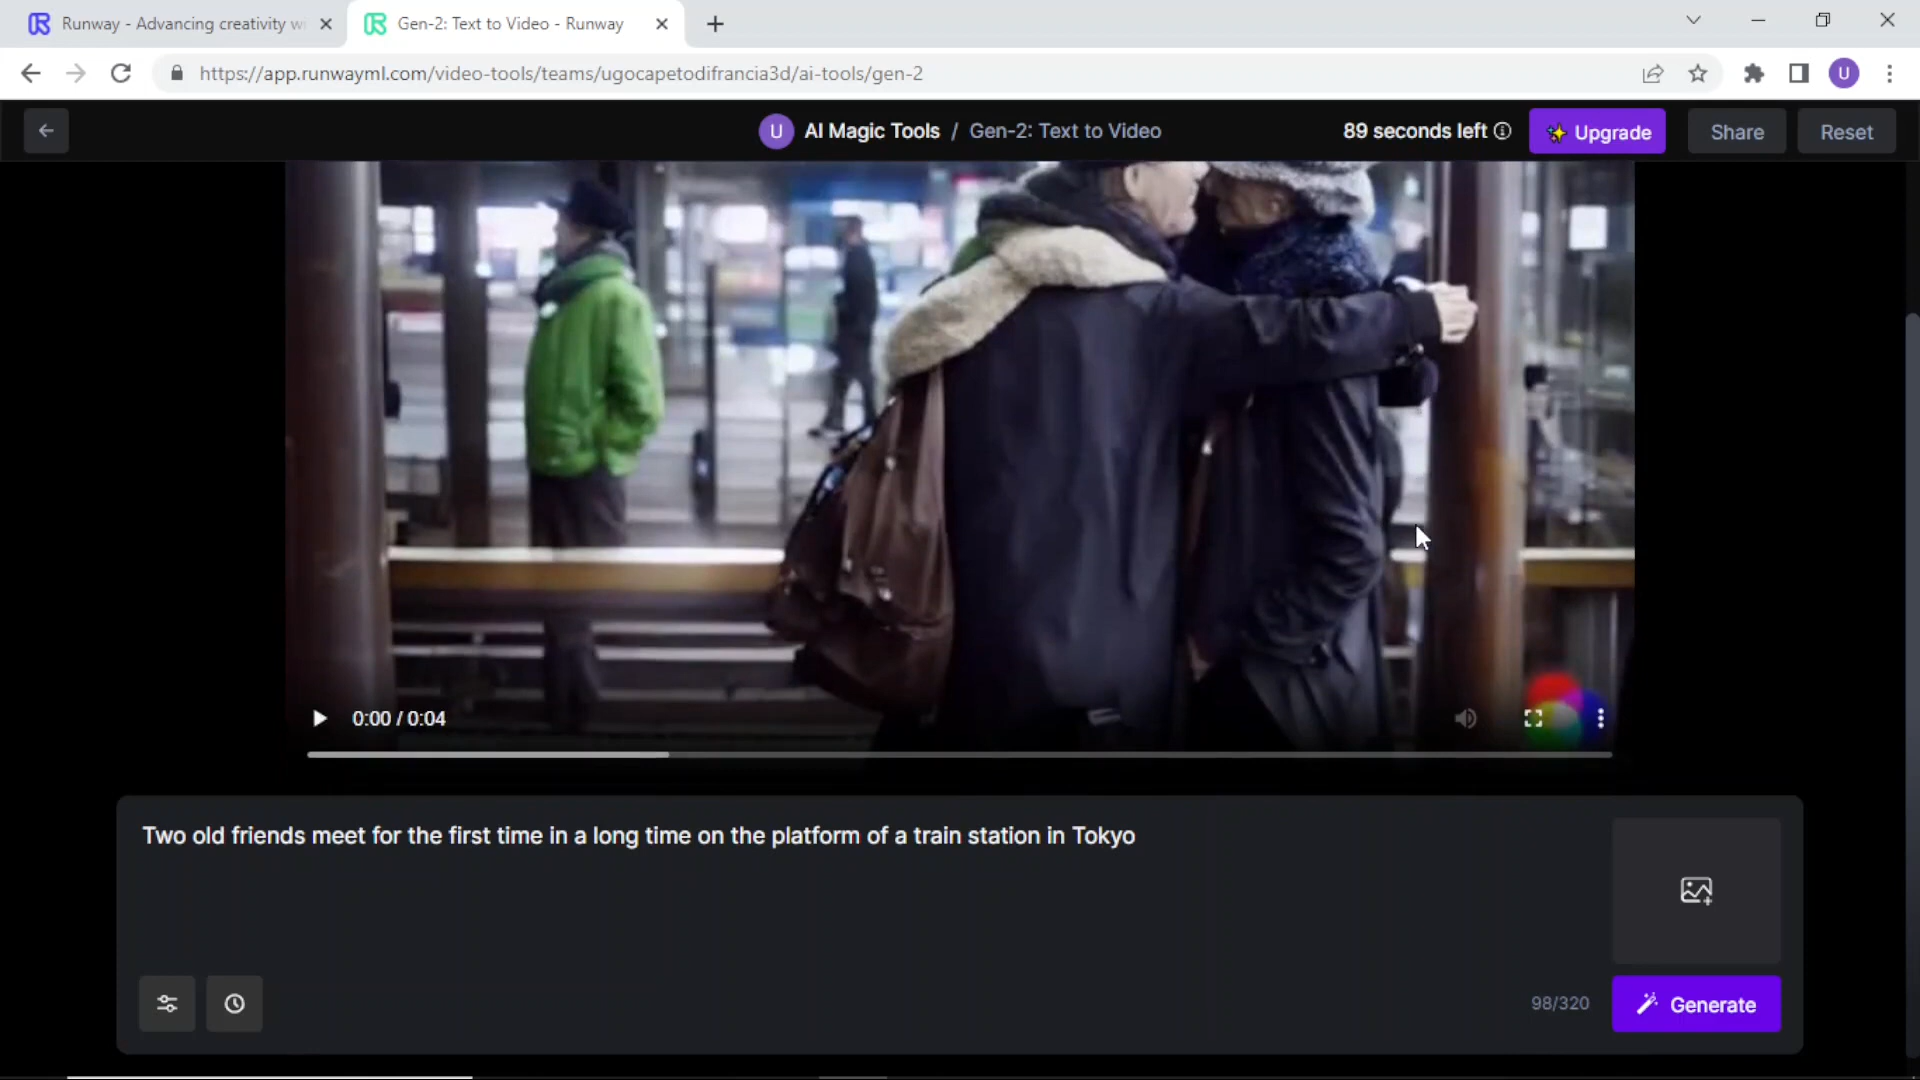 Runway - Advancing creativity w
Gen-2: Text to Video - Runway
https://app.runwayml.com/video-tools/teams/ugocapetodifrancia3d/ai-tools/gen-2
U
U AI Magic Tools / Gen-2: Text to Video
89 seconds left
Upgrade
Share
Reset
0:00 / 0:04
Two old friends meet for the first time in a long time on the platform of a train station in Tokyo
98/320
Generate